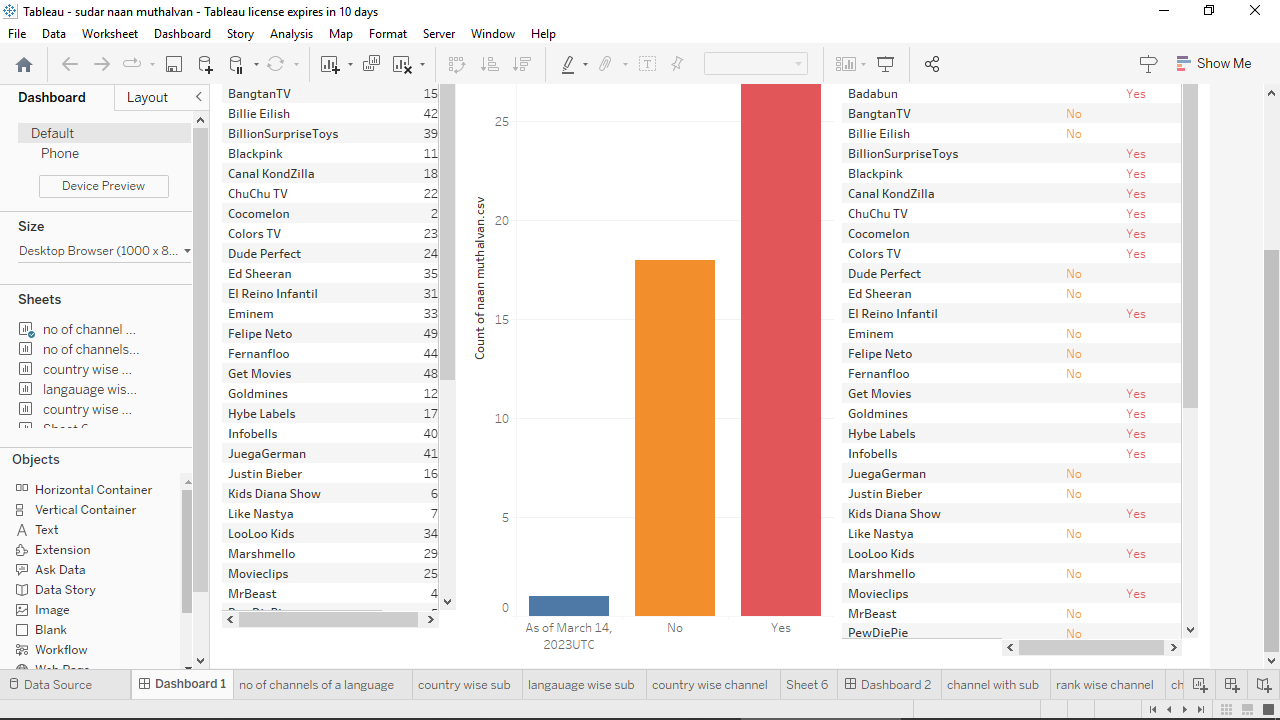 Tableau - sudar naan muthalvan - Tableau license expires in 10 days
File Data Worksheet Dashboard Story Analysis Map Format Server Window Help
Show Me
Dashboard Layout
Default
Phone
Device Preview
Size
Desktop Browser (1000 x 8...
Sheets
no of channel ...
no of channels...
country wise ...
langauage wis...
country wise ...
Sheet 6
Objects
Horizontal Container
Vertical Container
Text
Extension
Ask Data
Data Story
Image
Blank
Workflow
Web Page
BangtanTV 15
Billie Eilish 42
BillionSurpriseToys 39
Blackpink 11
Canal KondZilla 18
ChuChu TV 22
Cocomelon 2
Colors TV 23
Dude Perfect 24
Ed Sheeran 35
El Reino Infantil 31
Eminem 33
Felipe Neto 49
Fernanfloo 44
Get Movies 48
Goldmines 12
Hybe Labels 17
Infobells 40
JuegaGerman 41
Justin Bieber 16
Kids Diana Show 6
Like Nastya 7
LooLoo Kids 34
Marshmello 29
Movieclips 25
MrBeast 4
Count of naan muthalvan.csv
25
20
15
10
5
0
As of March 14,
2023UTC
No
Yes
Badabun Yes
BangtanTV No
Billie Eilish No
BillionSurpriseToys Yes
Blackpink Yes
Canal KondZilla Yes
ChuChu TV Yes
Cocomelon Yes
Colors TV Yes
Dude Perfect No
Ed Sheeran No
El Reino Infantil Yes
Eminem No
Felipe Neto No
Fernanfloo No
Get Movies Yes
Goldmines Yes
Hybe Labels Yes
Infobells Yes
JuegaGerman No
Justin Bieber No
Kids Diana Show Yes
Like Nastya No
LooLoo Kids Yes
Marshmello No
Movieclips Yes
MrBeast No
PewDiePie No
Data Source Dashboard 1 no of channels of a language country wise sub langauage wise sub country wise channel Sheet 6 Dashboard 2 channel with sub rank wise channel ch